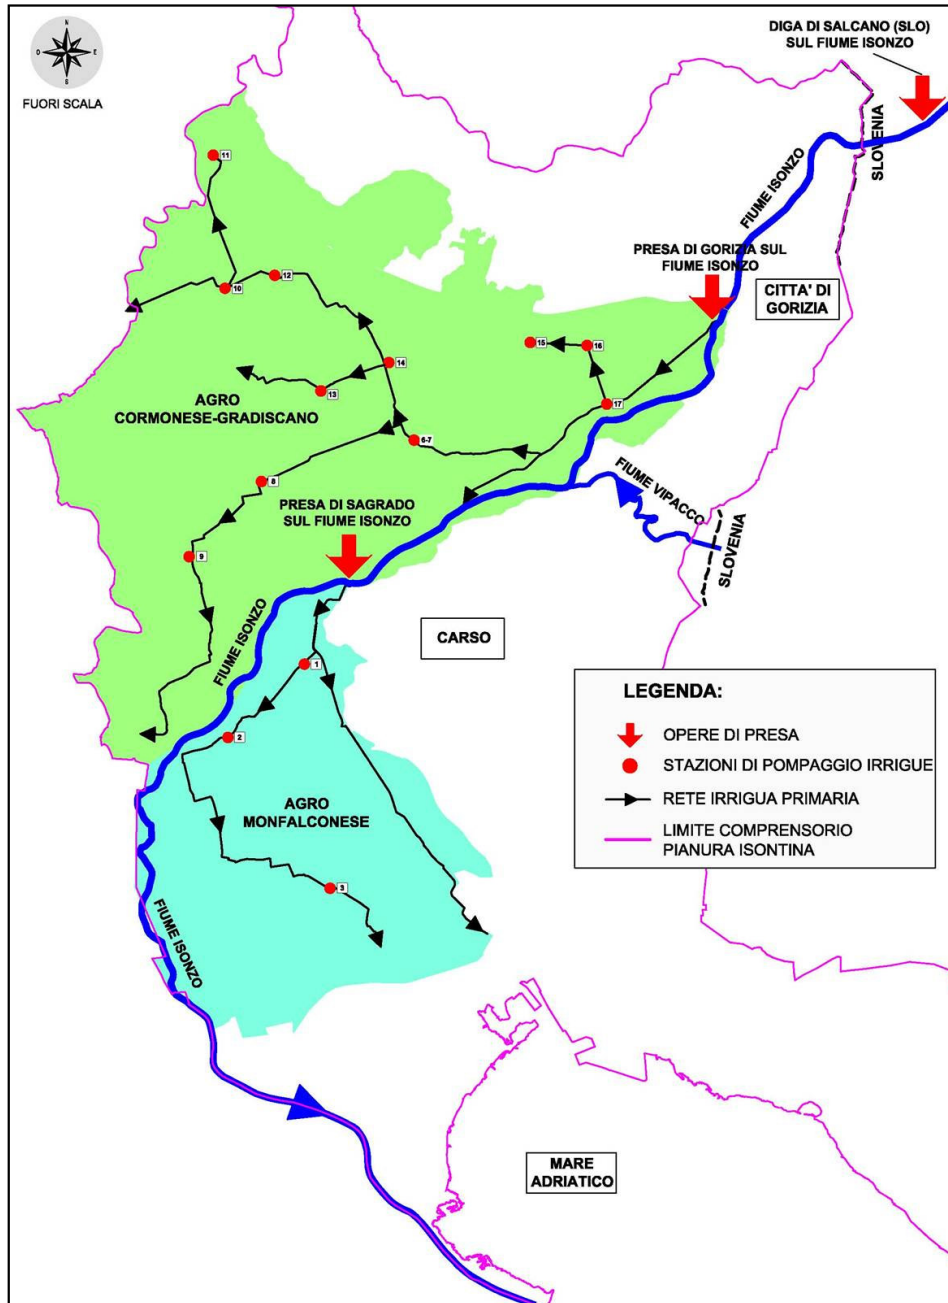 N
O
E
S
FUORI SCALA
DIGA DI SALCANO (SLO)
SUL FIUME ISONZO
SLOVENIA
FIUME ISONZO
PRESA DI GORIZIA SUL
FIUME ISONZO
CITTA' DI
GORIZIA
11
12
10
15
16
14
13
17
AGRO
CORMONESE-GRADISCANO
6-7
8
FIUME VIPACCO
PRESA DI SAGRADO
SUL FIUME ISONZO
SLOVENIA
9
FIUME ISONZO
CARSO
1
2
LEGENDA:
OPERE DI PRESA
STAZIONI DI POMPAGGIO IRRIGUE
RETE IRRIGUA PRIMARIA
LIMITE COMPRENSORIO
PIANURA ISONTINA
AGRO
MONFALCONESE
3
FIUME ISONZO
MARE
ADRIATICO